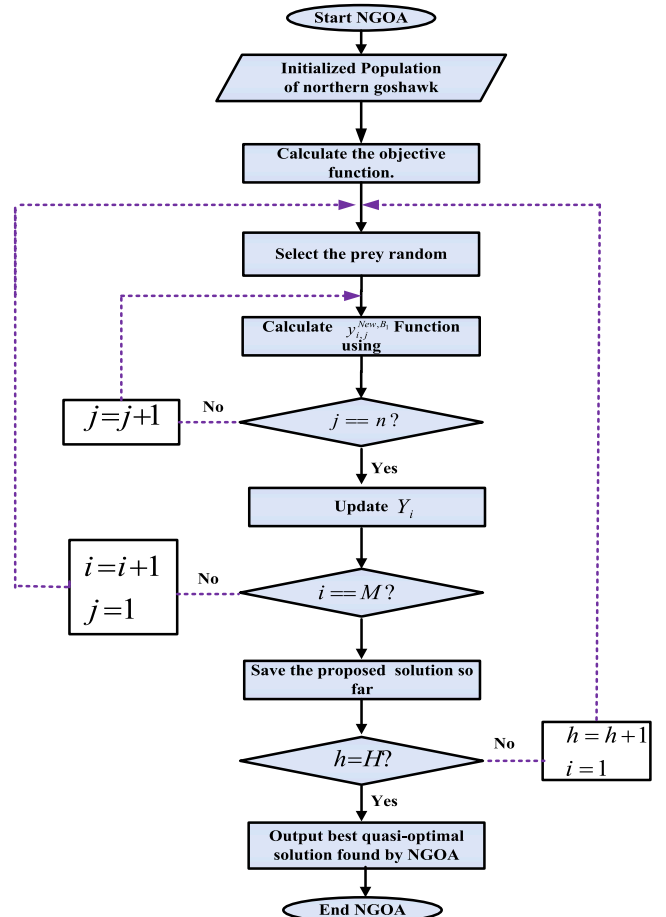 Start NGOA
Initialized Population
of northern goshawk
Calculate the objective
function.
Select the prey random
Calculate $y_{i,j}^{New,B_1}$ Function
using
j=j+1
No
j == n?
Yes
Update $Y_i$
i=i+1
j=1
No
i == M?
Save the proposed solution so
far
h=H?
No
h = h+1
i = 1
Yes
Output best quasi-optimal
solution found by NGOA
End NGOA